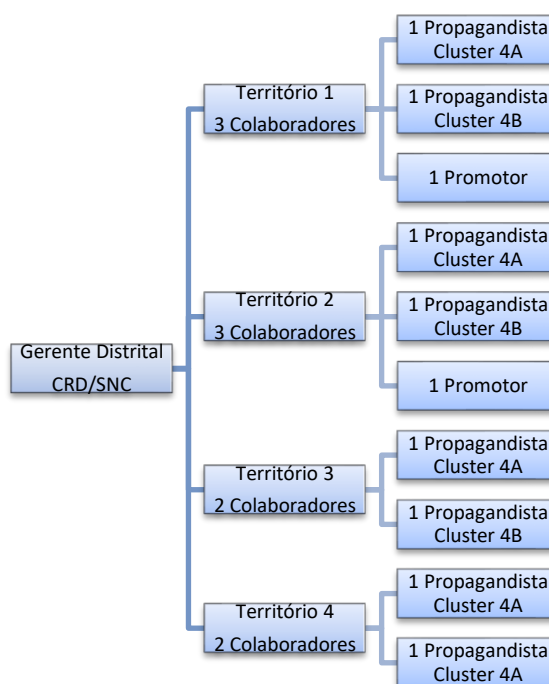 Gerente Distrital
CRD/SNC
Território 1
3 Colaboradores
1 Propagandista
Cluster 4A
1 Propagandista
Cluster 4B
1 Promotor
Território 2
3 Colaboradores
1 Propagandista
Cluster 4A
1 Propagandista
Cluster 4B
1 Promotor
Território 3
2 Colaboradores
1 Propagandista
Cluster 4A
1 Propagandista
Cluster 4B
Território 4
2 Colaboradores
1 Propagandista
Cluster 4A
1 Propagandista
Cluster 4A